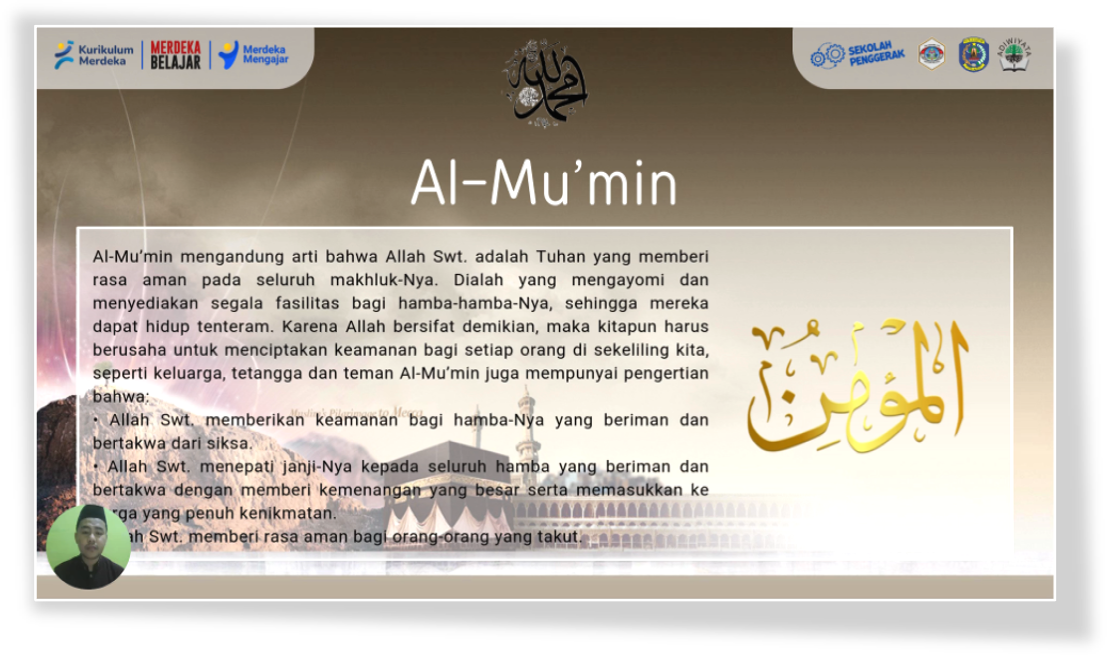 Kurikulum
Merdeka
MERDEKA
BELAJAR
Merdeka
Mengajar
SEKOLAH
PENGGERAK
ADIWIYATA
Al-Mu’min
Al-Mu’min mengandung arti bahwa Allah Swt. adalah Tuhan yang memberi
rasa aman pada seluruh makhluk-Nya. Dialah yang mengayomi dan
menyediakan segala fasilitas bagi hamba-hamba-Nya, sehingga mereka
dapat hidup tenteram. Karena Allah bersifat demikian, maka kitapun harus
berusaha untuk menciptakan keamanan bagi setiap orang di sekeliling kita,
seperti keluarga, tetangga dan teman Al-Mu’min juga mempunyai pengertian
bahwa:
• Allah Swt. memberikan keamanan bagi hamba-Nya yang beriman dan
bertakwa dari siksa.
• Allah Swt. menepati janji-Nya kepada seluruh hamba yang beriman dan
bertakwa dengan memberi kemenangan yang besar serta memasukkan ke
yang penuh kenikmatan.
Swt. memberi rasa aman bagi orang-orang yang takut.
المؤمن